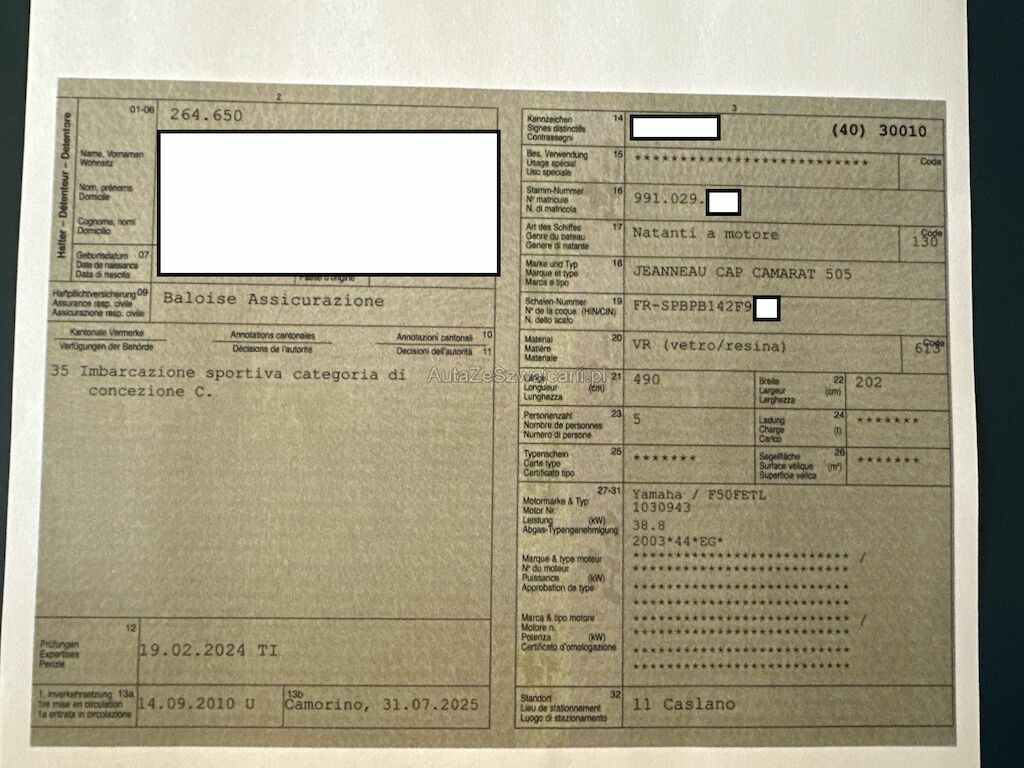 2
Halter – Détenteur – Detentore
01-06
264.650
Name, Vornamen
Wohnsitz
Nom, prénoms
Domicile
Cognome, nomi
Domicilio
Geburtsdatum 07
Date de naissance
Data di nascita
Haftpflichtversicherung 09
Assurance resp. civile
Assicurazione resp. civile
Baloise Assicurazione
Kantonale Vermerke Annotations cantonales Annotazioni cantonali 10
Verfügungen der Behörde Décisions de l'autorité Decisioni dell'autorità 11
35 Imbarcazione sportiva categoria di
concezione C.
AutaZeSzwajcarii.pl
12
Prüfungen
Expertises
Perizie
19.02.2024 TI
1. Inverkehrsetzung 13a
1re mise en circulation
1a entrata in circolazione
14.09.2010 U
13b
Camorino, 31.07.2025
3
Kennzeichen 14
Signes distinctifs
Contrassegni
(40) 30010
Bes. Verwendung 15
Usage spécial
Uso speciale
**************************
Code
Stamm-Nummer 16
N° matricule
N. di matricola
991.029.
Art des Schiffes 17
Genre du bateau
Genere di natante
Natanti a motore
Code
130
Marke und Typ 18
Marque et type
Marca e tipo
JEANNEAU CAP CAMARAT 505
Schalen-Nummer 19
N° de la coque (HIN/CIN)
N. dello scafo
FR-SPBPB142F9
Material 20
Matière
Materiale
VR (vetro/resina)
Code
613
Länge 21
Longueur (cm)
Lunghezza
490
Breite 22
Largeur (cm)
Larghezza
202
Personenzahl 23
Nombre de personnes
Numero di persone
5
Ladung 24
Charge (t)
Carico
*******
Typenschein 25
Carte type
Certificato tipo
*******
Segelfläche 26
Surface vélique (m²)
Superficie velica
*******
27-31
Motormarke & Typ
Motor Nr.
Leistung (kW)
Abgas-Typengenehmigung
Yamaha / F50FETL
1030943
38.8
2003*44*EG*
Marque & type moteur
N° du moteur
Puissance (kW)
Approbation de type
************************ /
************************
************************
************************
Marca & tipo motore
Motore n.
Potenza (kW)
Certificato d'omologazione
************************ /
************************
************************
************************
Standort 32
Lieu de stationnement
Luogo di stazionamento
11 Caslano